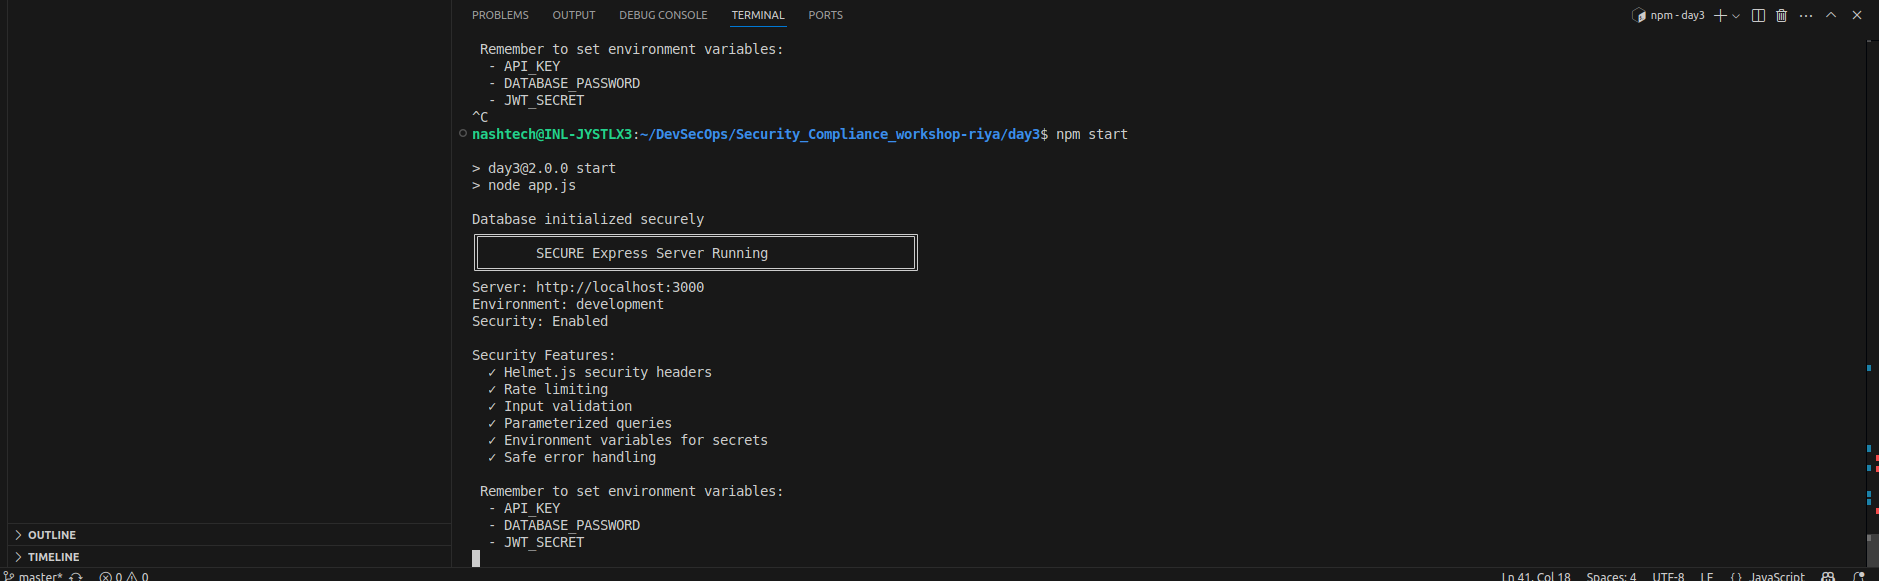 PROBLEMS OUTPUT DEBUG CONSOLE TERMINAL PORTS
npm - day3
Remember to set environment variables:
- API_KEY
- DATABASE_PASSWORD
- JWT_SECRET
^C
nashtech@INL-JYSTLX3:~/DevSecOps/Security_Compliance_workshop-riya/day3$ npm start
> day3@2.0.0 start
> node app.js
Database initialized securely
SECURE Express Server Running
Server: http://localhost:3000
Environment: development
Security: Enabled
Security Features:
✓ Helmet.js security headers
✓ Rate limiting
✓ Input validation
✓ Parameterized queries
✓ Environment variables for secrets
✓ Safe error handling
Remember to set environment variables:
- API_KEY
- DATABASE_PASSWORD
- JWT_SECRET
OUTLINE
TIMELINE
master* 0 0 Ln 41, Col 18 Spaces: 4 UTF-8 LF {} JavaScript